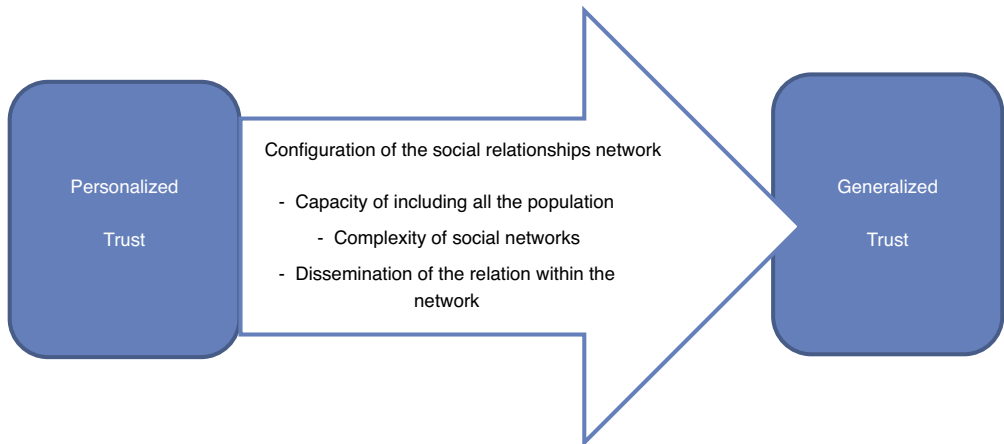 Personalized
Trust
Configuration of the social relationships network
- Capacity of including all the population
- Complexity of social networks
- Dissemination of the relation within the
network
Generalized
Trust